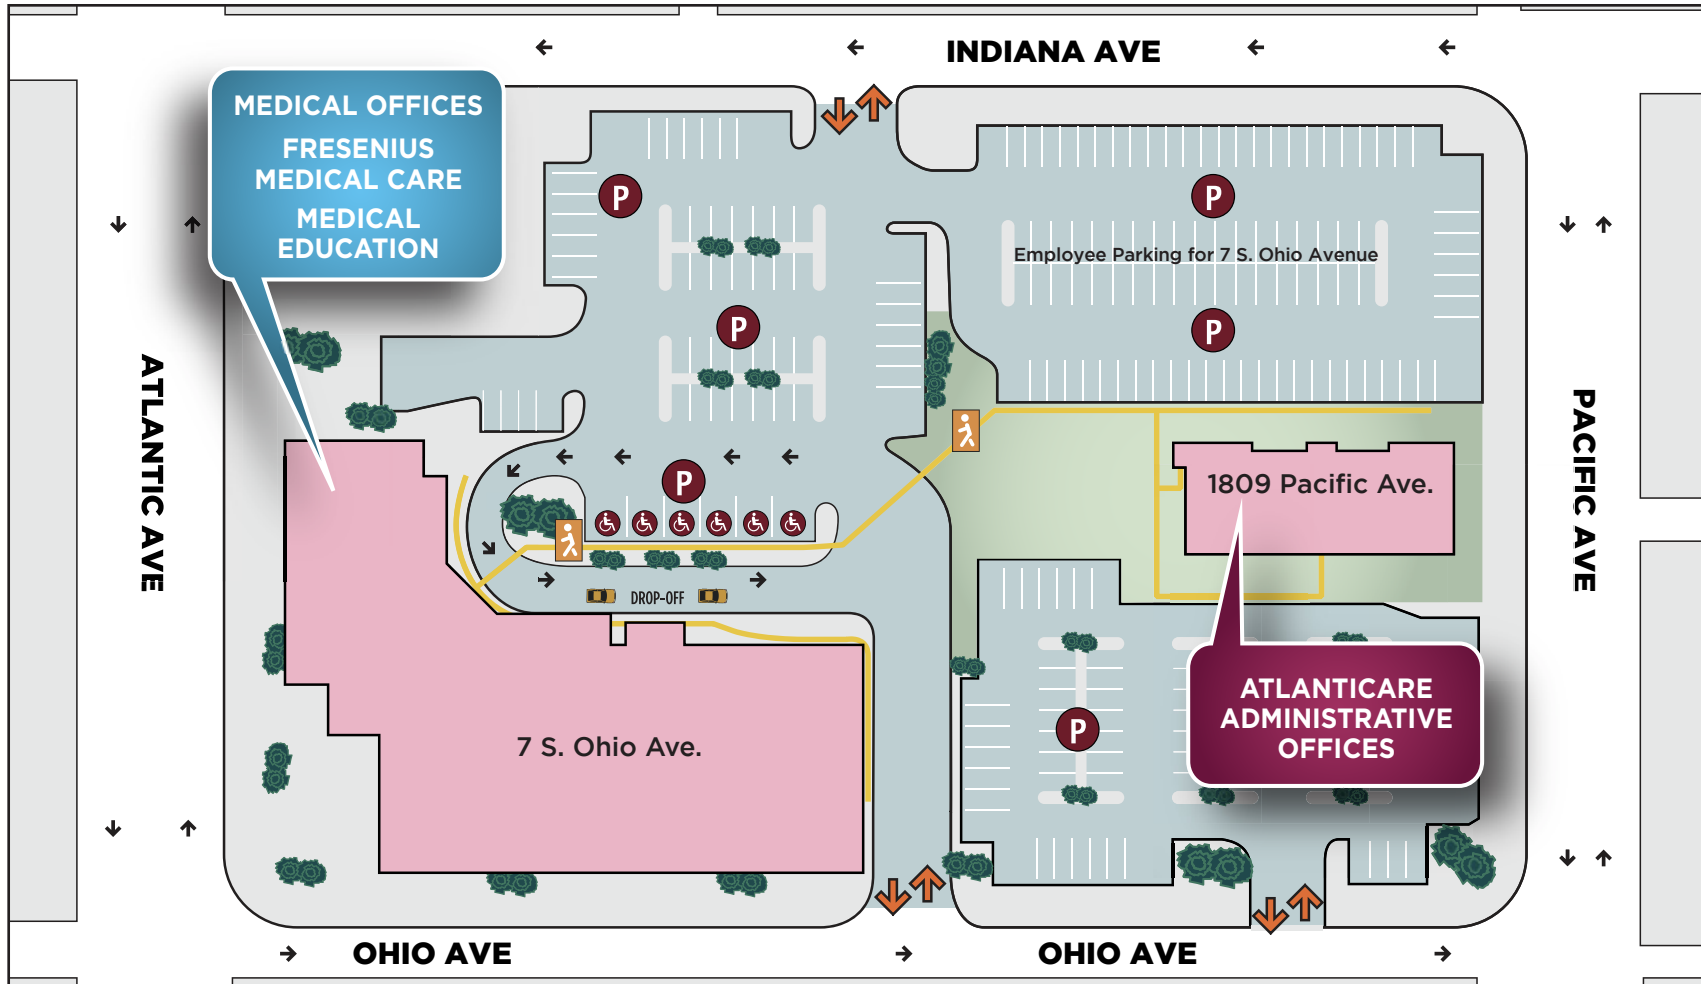 INDIANA AVE
MEDICAL OFFICES
FRESENIUS
MEDICAL CARE
MEDICAL
EDUCATION
P
P
P
Employee Parking for 7 S. Ohio Avenue
P
P
ATLANTIC AVE
PACIFIC AVE
P
1809 Pacific Ave.
DROP-OFF
ATLANTICARE
ADMINISTRATIVE
OFFICES
P
7 S. Ohio Ave.
OHIO AVE
OHIO AVE